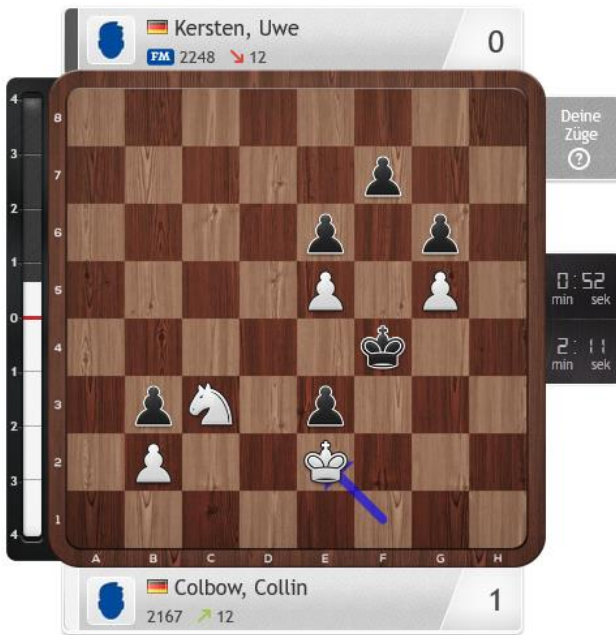 Kersten, Uwe
0
FM 2248 12
4
3
2
1
0
1
2
3
4
8
7
6
5
4
3
2
1
A B C D E F G H
Deine
Züge
?
0:52
min sek
2:11
min sek
Colbow, Collin
1
2167 12